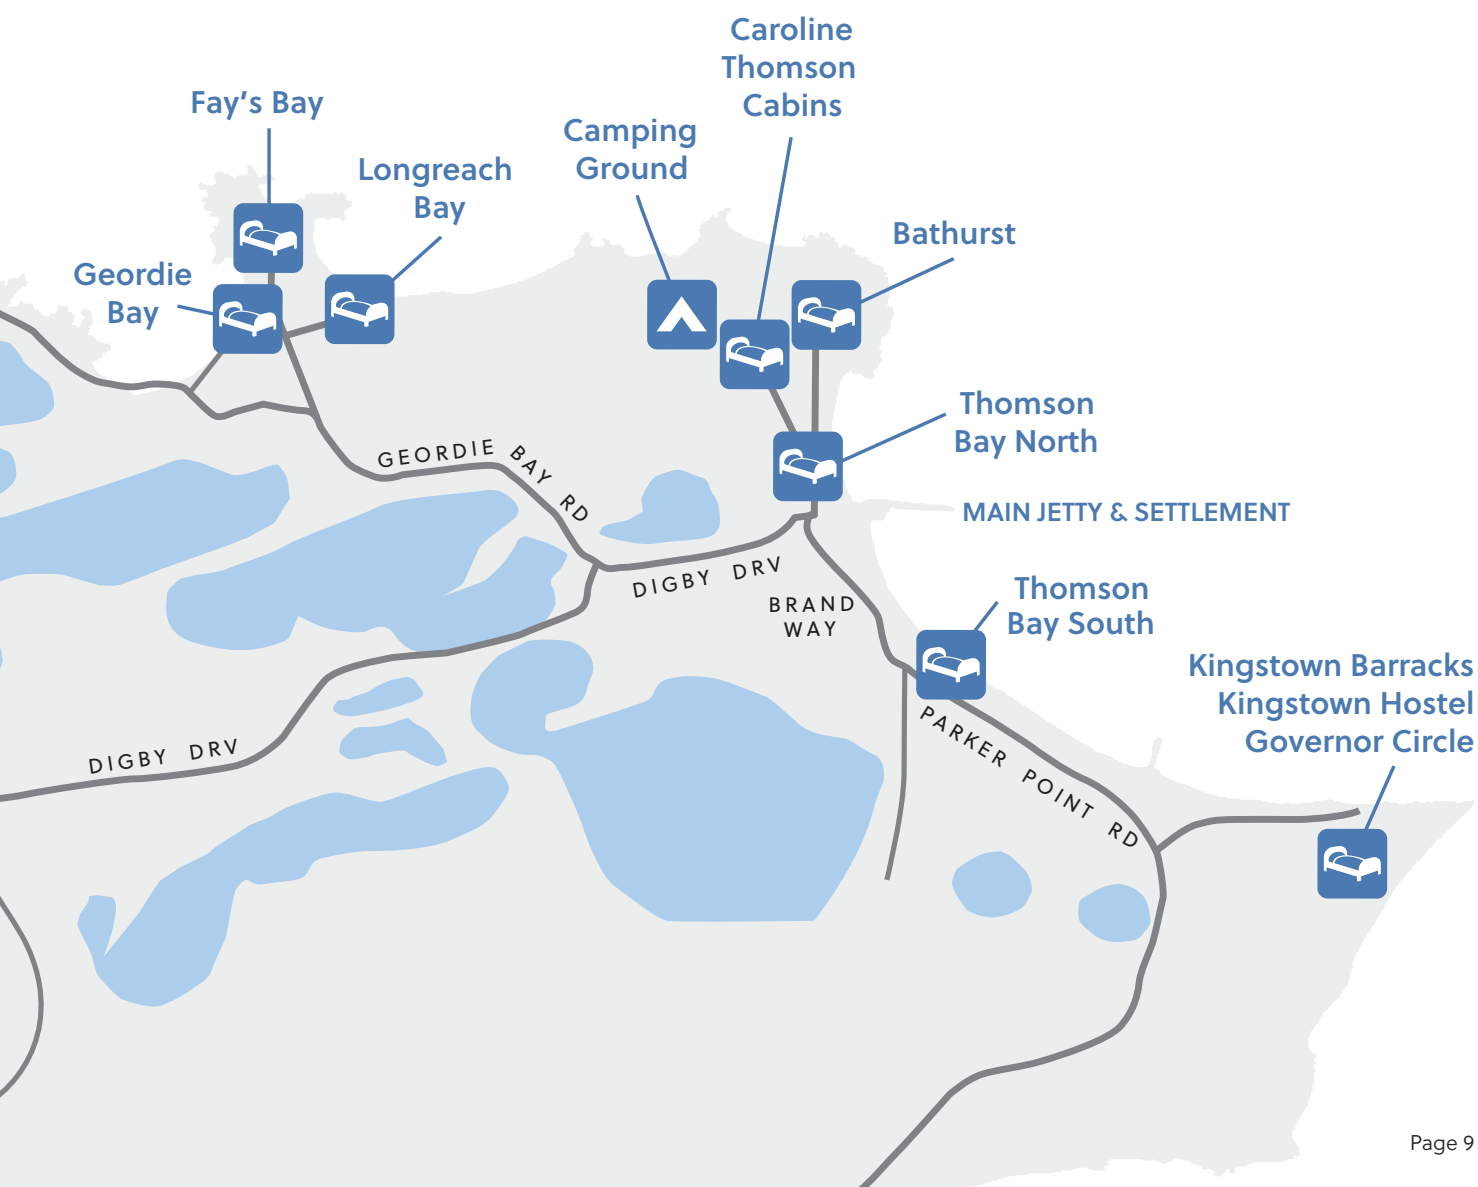 Caroline
Thomson
Cabins
Fay's Bay
Camping
Ground
Longreach
Bay
Bathurst
Geordie
Bay
Thomson
Bay North
GEORDIE BAY RD
MAIN JETTY & SETTLEMENT
DIGBY DRV
BRAND
WAY
Thomson
Bay South
Kingstown Barracks
Kingstown Hostel
Governor Circle
PARKER POINT RD
DIGBY DRV
Page 9